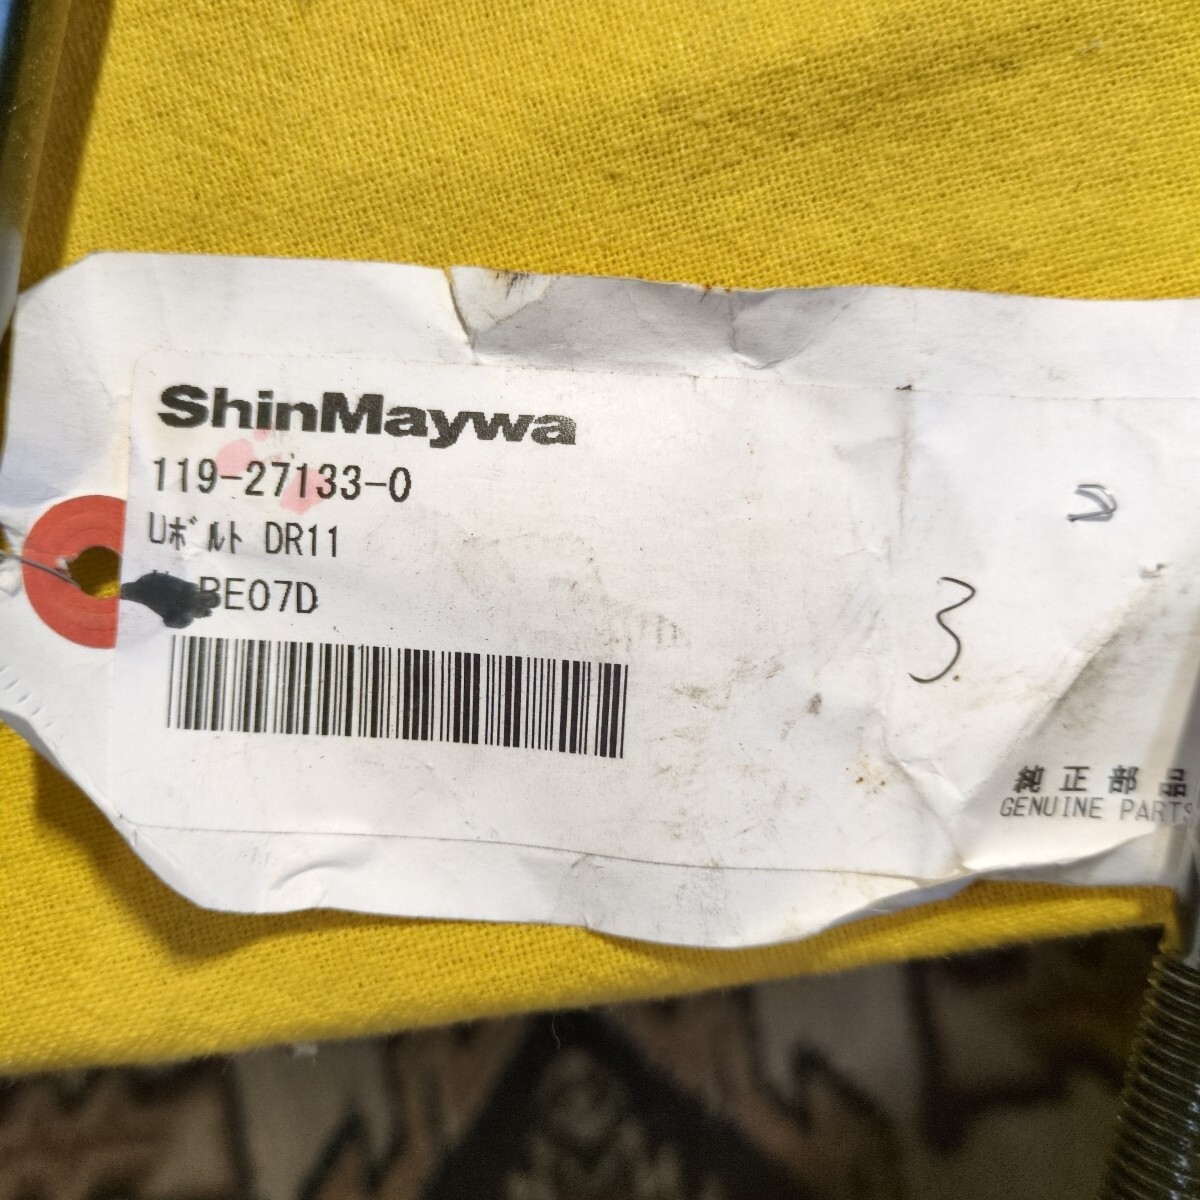 ShinMaywa
119-27133-0
Uﾎﾞﾙﾄ DR11
BE07D
3.
純正部品
GENUINE PARTS